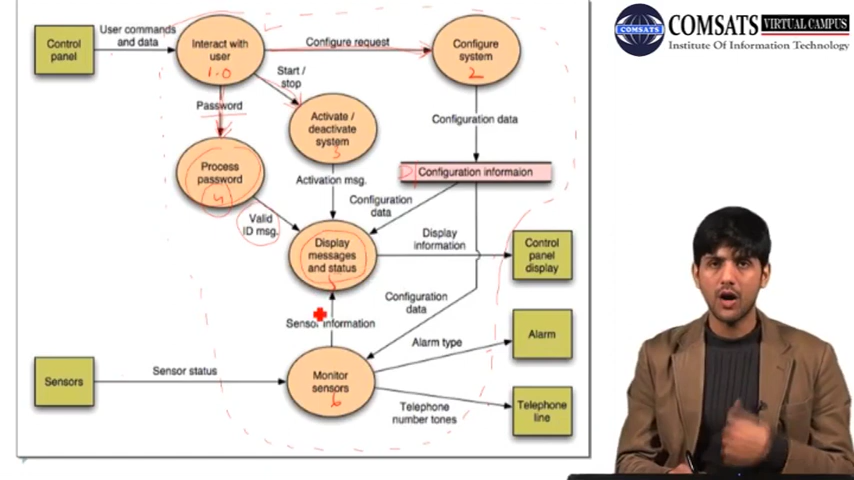 COMSATS VIRTUAL CAMPUS
Institute Of Information Technology
COMSATS
Control
panel
User commands
and data
Interact with
user
1.0
Configure request
Configure
system
2
Start /
stop
Password
Activate /
deactivate
system
3
Configuration data
Process
password
4
Activation msg.
D
Configuration informaion
Configuration
data
Valid
ID msg.
Display
messages
and status
5
Display
information
Control
panel
display
Configuration
data
Sensor information
Alarm type
Alarm
Sensors
Sensor status
Monitor
sensors
6
Telephone
number tones
Telephone
line